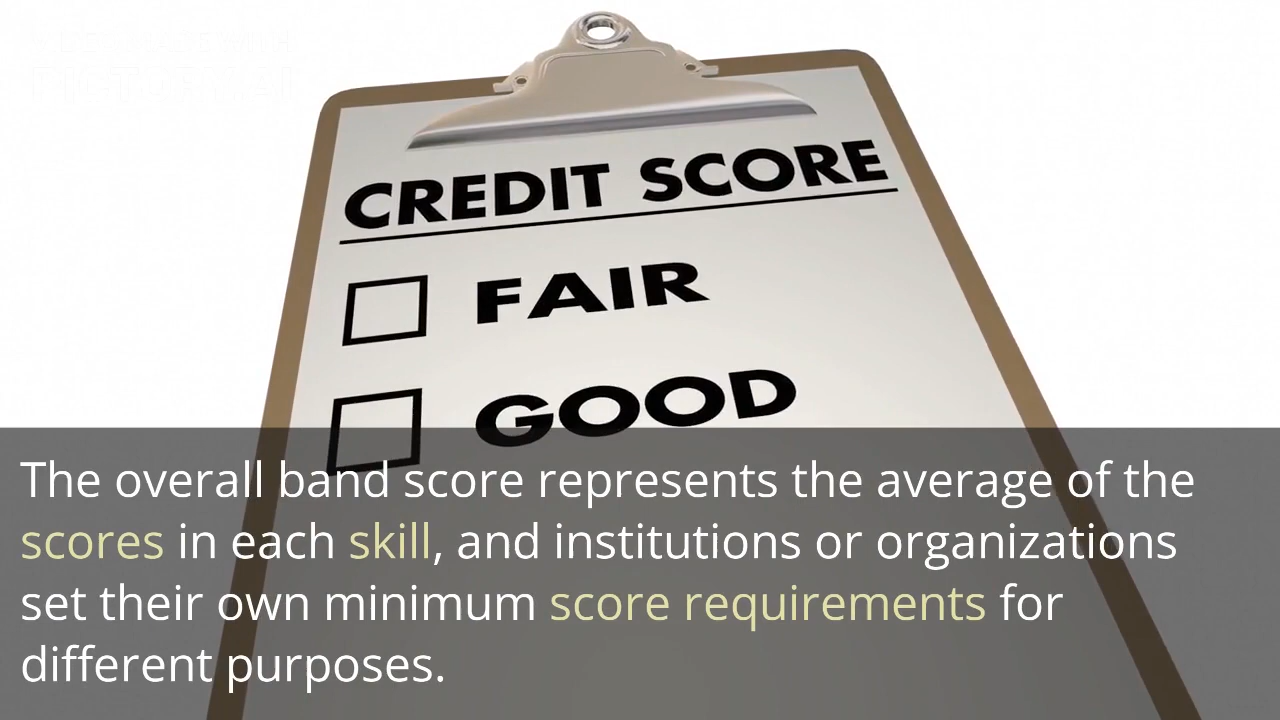 CREDIT SCORE
FAIR
GOOD
The overall band score represents the average of the
scores in each skill, and institutions or organizations
set their own minimum score requirements for
different purposes.